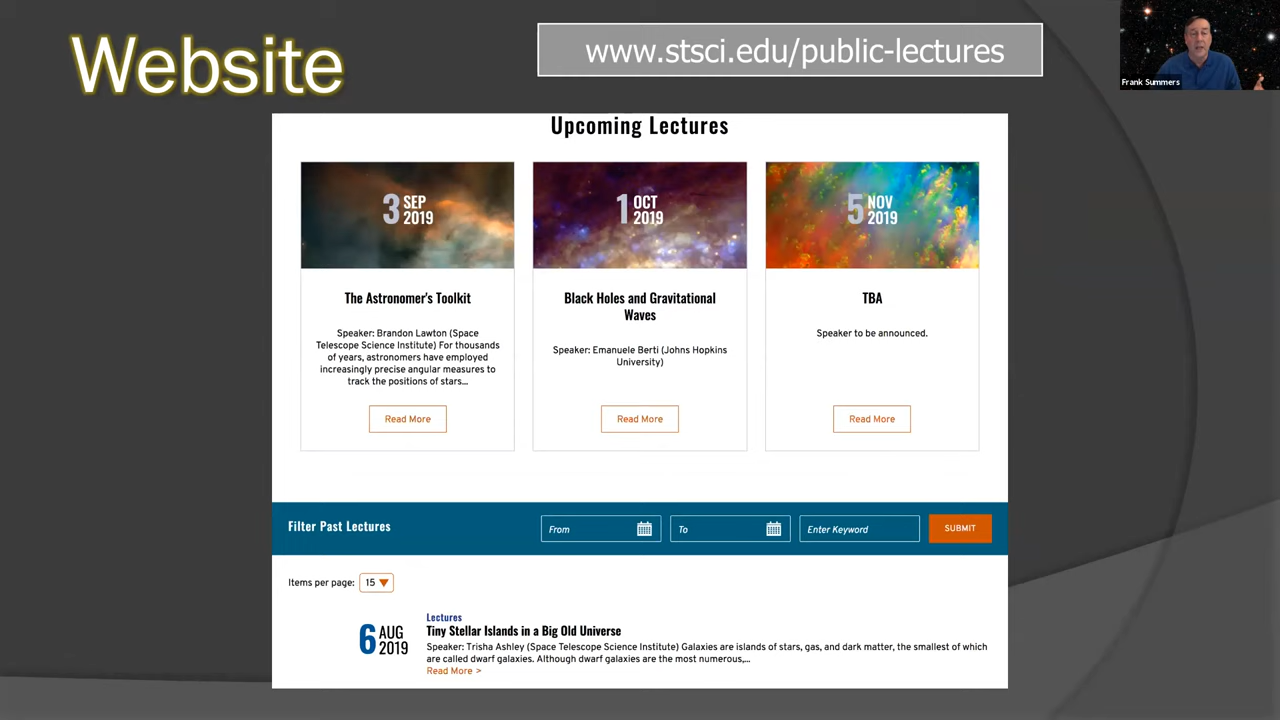 Website
www.stsci.edu/public-lectures
Frank Summers
Upcoming Lectures
3 SEP 2019
The Astronomer's Toolkit
Speaker: Brandon Lawton (Space
Telescope Science Institute) For thousands
of years, astronomers have employed
increasingly precise angular measures to
track the positions of stars...
Read More
1 OCT 2019
Black Holes and Gravitational
Waves
Speaker: Emanuele Berti (Johns Hopkins
University)
Read More
5 NOV 2019
TBA
Speaker to be announced.
Read More
Filter Past Lectures
From
To
Enter Keyword
SUBMIT
Items per page: 15
6 AUG 2019
Lectures
Tiny Stellar Islands in a Big Old Universe
Speaker: Trisha Ashley (Space Telescope Science Institute) Galaxies are islands of stars, gas, and dark matter, the smallest of which
are called dwarf galaxies. Although dwarf galaxies are the most numerous,...
Read More >